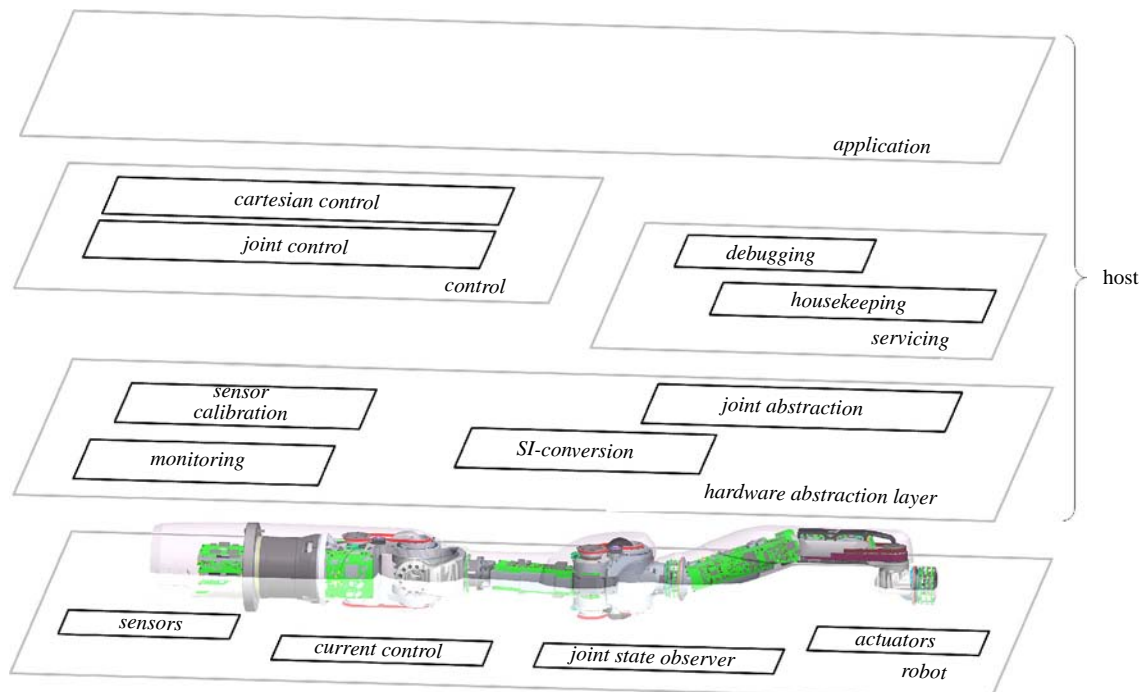 application
cartesian control
joint control
control
debugging
housekeeping
servicing
host
sensor
calibration
joint abstraction
monitoring
SI-conversion
hardware abstraction layer
sensors
current control
joint state observer
actuators
robot